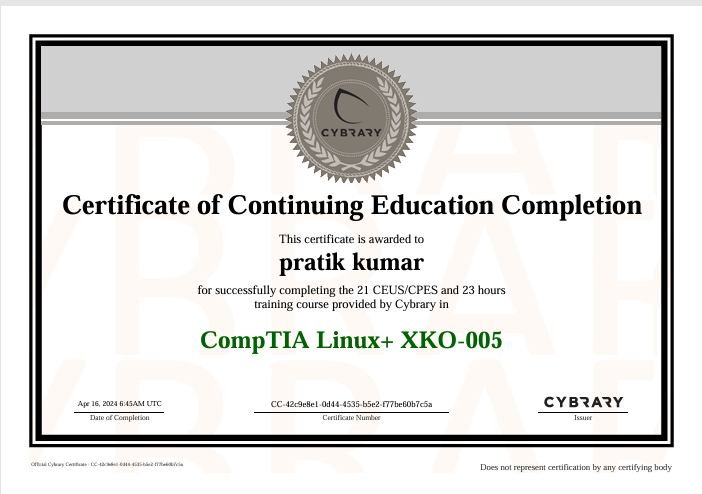 CYBRARY
Certificate of Continuing Education Completion
This certificate is awarded to
pratik kumar
for successfully completing the 21 CEUS/CPES and 23 hours
training course provided by Cybrary in
CompTIA Linux+ XKO-005
Apr 16, 2024 6:45AM UTC
Date of Completion
CC-42c9e8e1-0d44-4535-b5e2-f77be60b7c5a
Certificate Number
CYBRARY
Issuer
Official Cybrary Certificate - CC-42c9e8e1-0d44-4535-b5e2-f77be60b7c5a
Does not represent certification by any certifying body